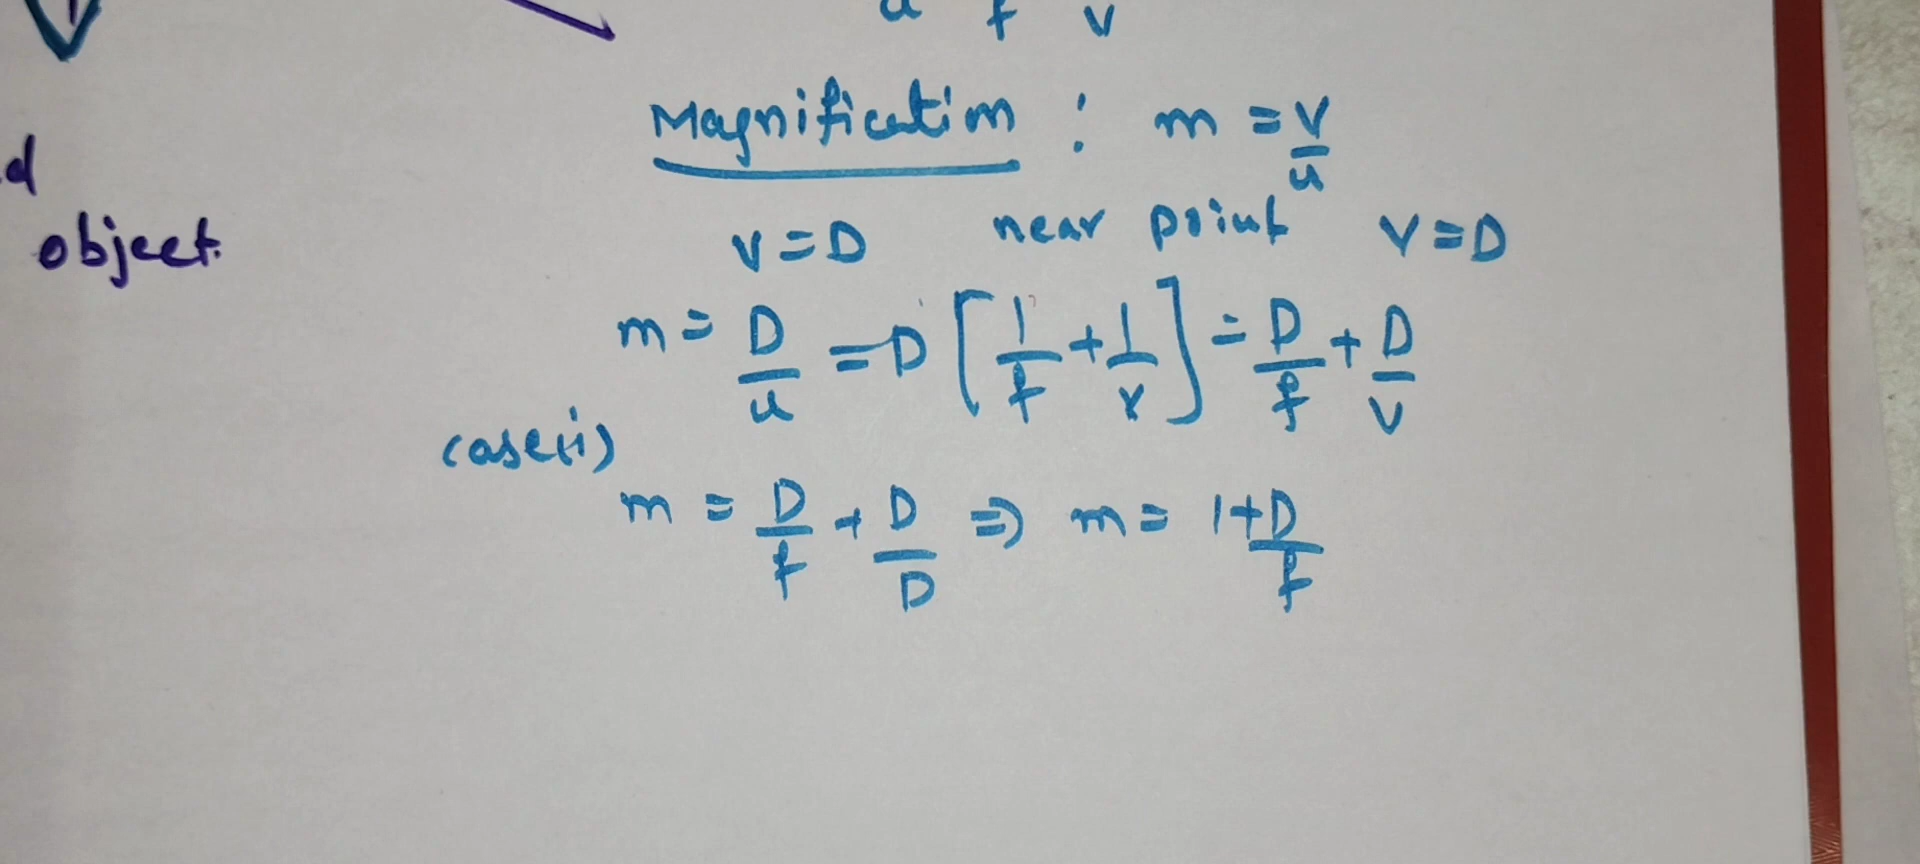 u f v
Magnification : m = v/u
d
object.
v = D near point v = D
m = D/u = D [1/f + 1/v] = D/f + D/v
case(i)
m = D/f + D/D ⇒ m = 1 + D/f